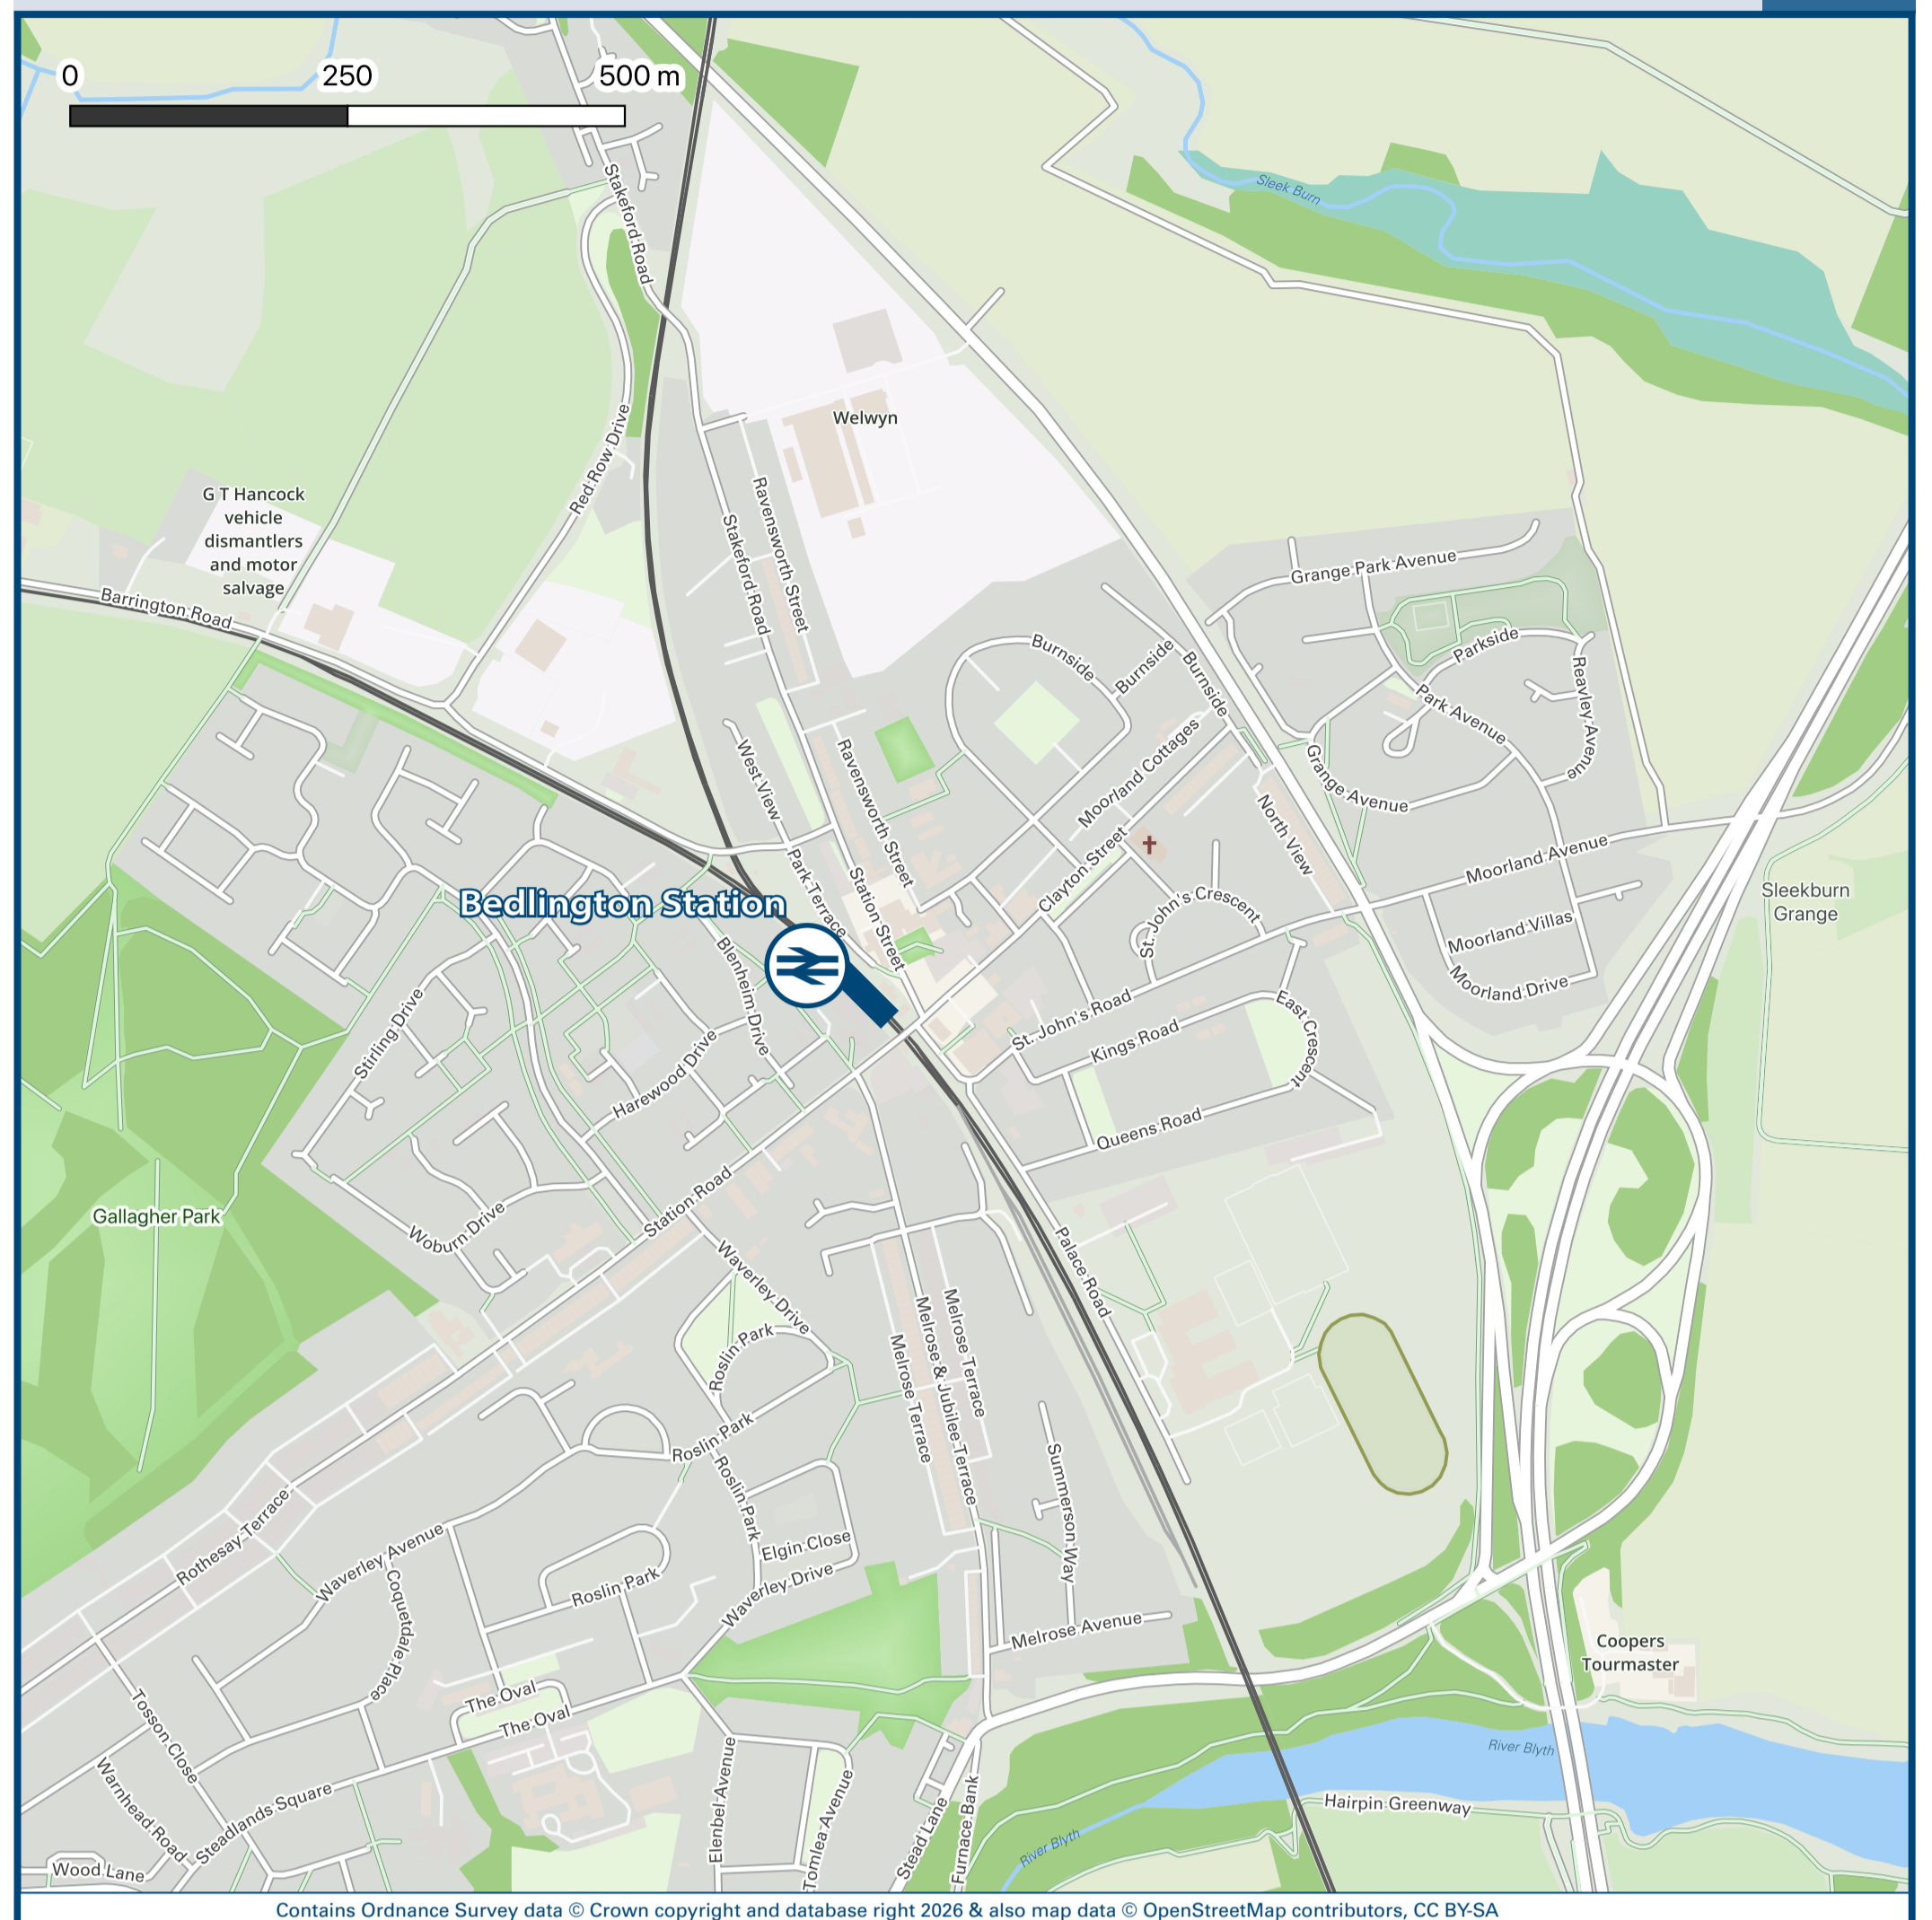 0 250 500 m
Stakeford Road
Sleek Burn
Welwyn
Red Row Drive
G T Hancock
vehicle
dismantlers
and motor
salvage
Barrington Road
Ravensworth Street
Stakeford Road
Grange Park Avenue
Burnside
Burnside
Burnside
Parkside
Reavley Avenue
Park Avenue
Grange Avenue
Moorland Cottages
West View
Ravensworth Street
North View
Clayton Street
Moorland Avenue
Park Terrace
Station Street
Bedlington Station
St. John's Crescent
Moorland Villas
Moorland Drive
Sleekburn
Grange
Blenheim Drive
Stirling Drive
St. John's Road
Kings Road
East Crescent
Harewood Drive
Queens Road
Gallagher Park
Station Road
Woburn Drive
Waverley Drive
Palace Road
Melrose Terrace
Melrose & Jubilee Terrace
Melrose Terrace
Roslin Park
Roslin Park
Roslin Park
Summerson Way
Rothesay Terrace
Waverley Avenue
Elgin Close
Waverley Drive
Roslin Park
Coquetdale Place
Melrose Avenue
Coopers
Tourmaster
The Oval
The Oval
Tosson Close
Warnhead Road
Steadlands Square
Wood Lane
Elenbel Avenue
Tomlea Avenue
Stead Lane
Furnace Bank
River Blyth
River Blyth
Hairpin Greenway
Contains Ordnance Survey data © Crown copyright and database right 2026 & also map data © OpenStreetMap contributors, CC BY-SA